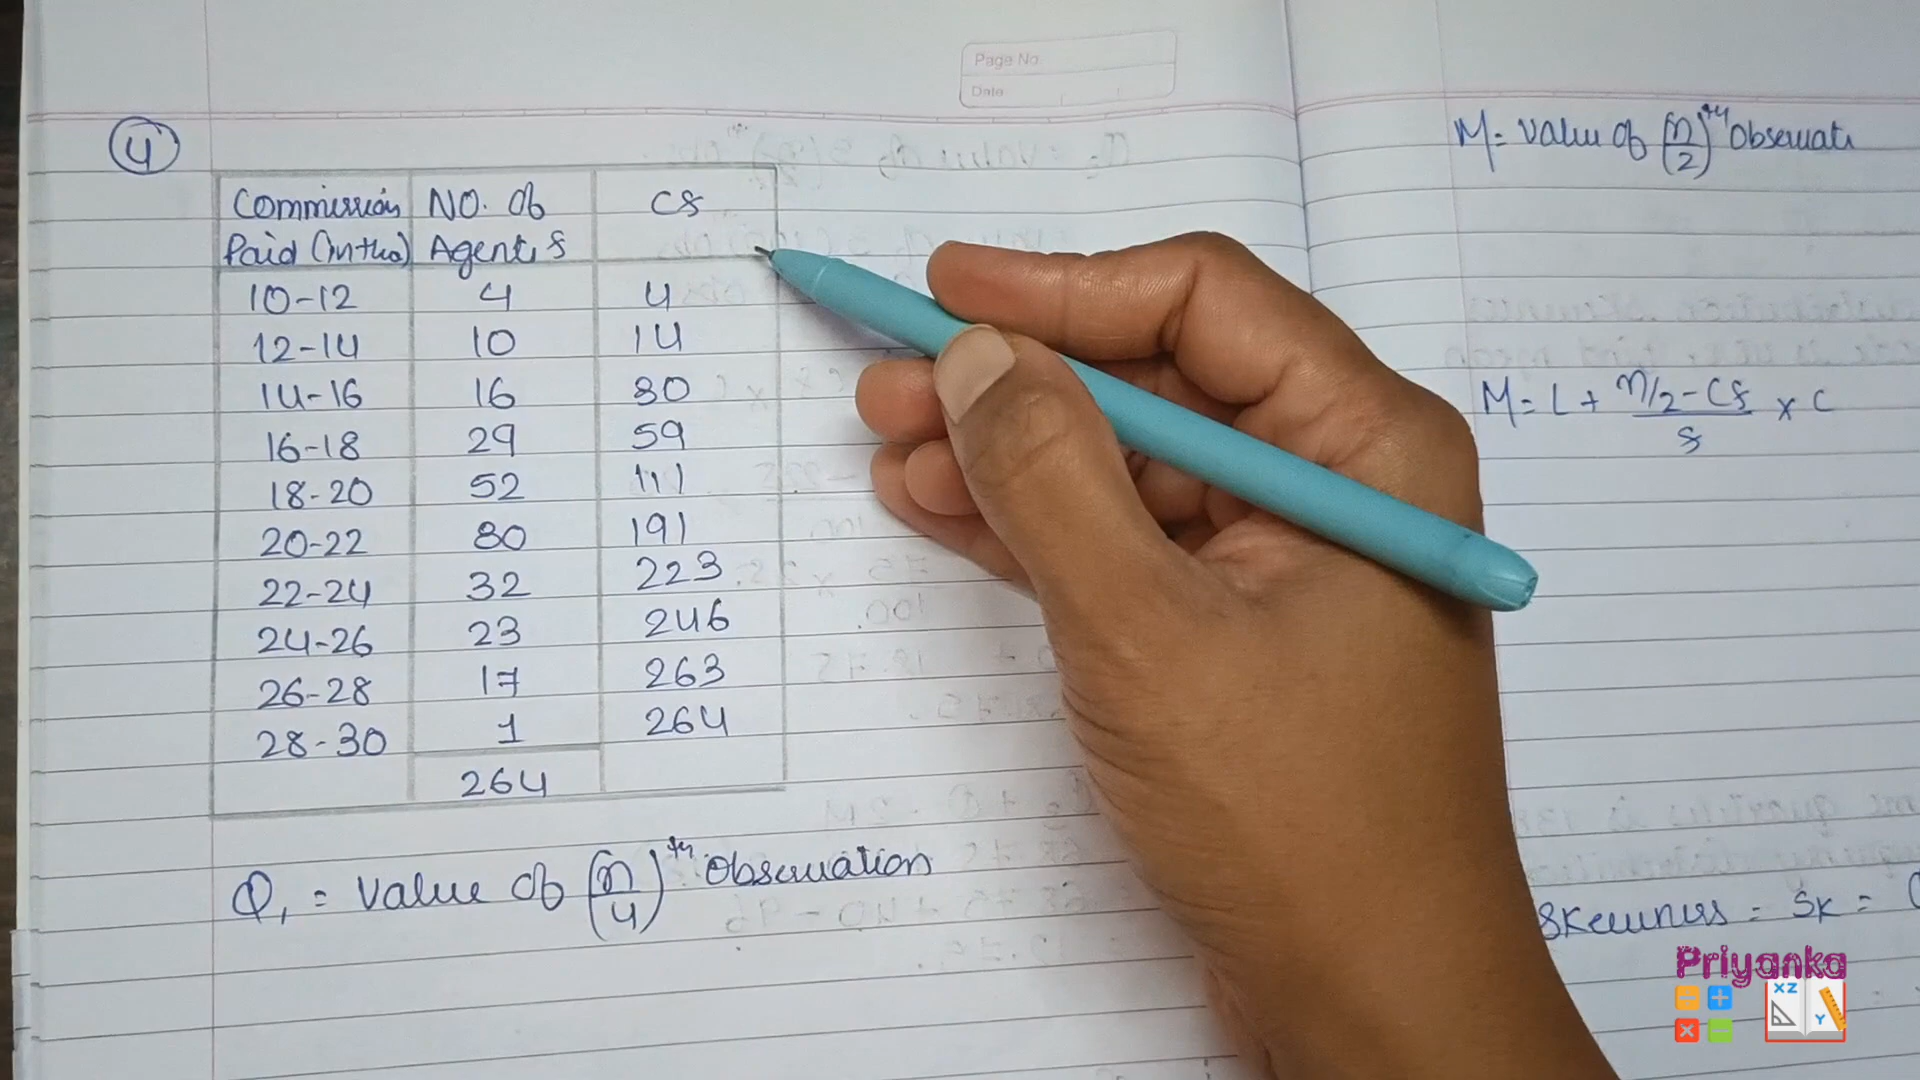 Page No.
Date
4
Commission Paid (in tho) | No. of Agents f | cf
10-12 4 4
12-14 10 14
14-16 16 30
16-18 29 59
18-20 52 111
20-22 80 191
22-24 32 223
24-26 23 246
26-28 17 263
28-30 1 264
264
Q₁ = Value of (n/4)th observation
M = Value of (n/2)th Observati
M = L + n/2 - cf / f × C
Skewness = SK =
Priyanka
XZ
Y